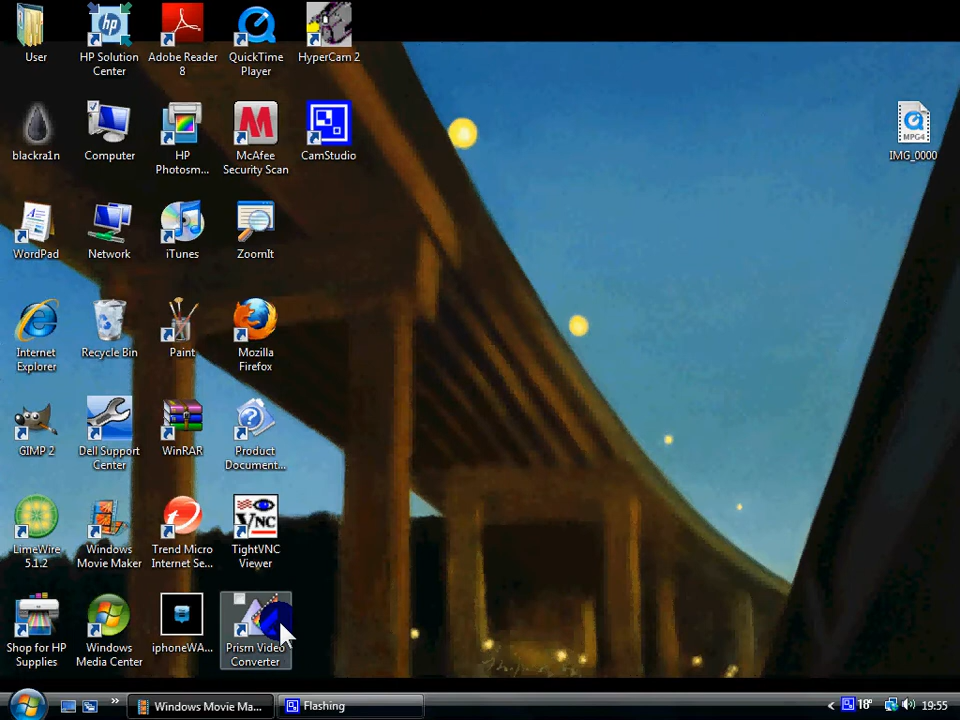 User
HP Solution
Center
Adobe Reader
8
QuickTime
Player
HyperCam 2
blackra1n
Computer
HP
Photosm...
McAfee
Security Scan
CamStudio
MPG4
IMG_0000
WordPad
Network
iTunes
ZoomIt
Internet
Explorer
Recycle Bin
Paint
Mozilla
Firefox
GIMP 2
Dell Support
Center
WinRAR
Product
Document...
LimeWire
5.1.2
Windows
Movie Maker
Trend Micro
Internet Se...
VNC
TightVNC
Viewer
Shop for HP
Supplies
Windows
Media Center
iphoneWA...
Prism Video
Converter
Windows Movie Ma...
Flashing
18°
19:55